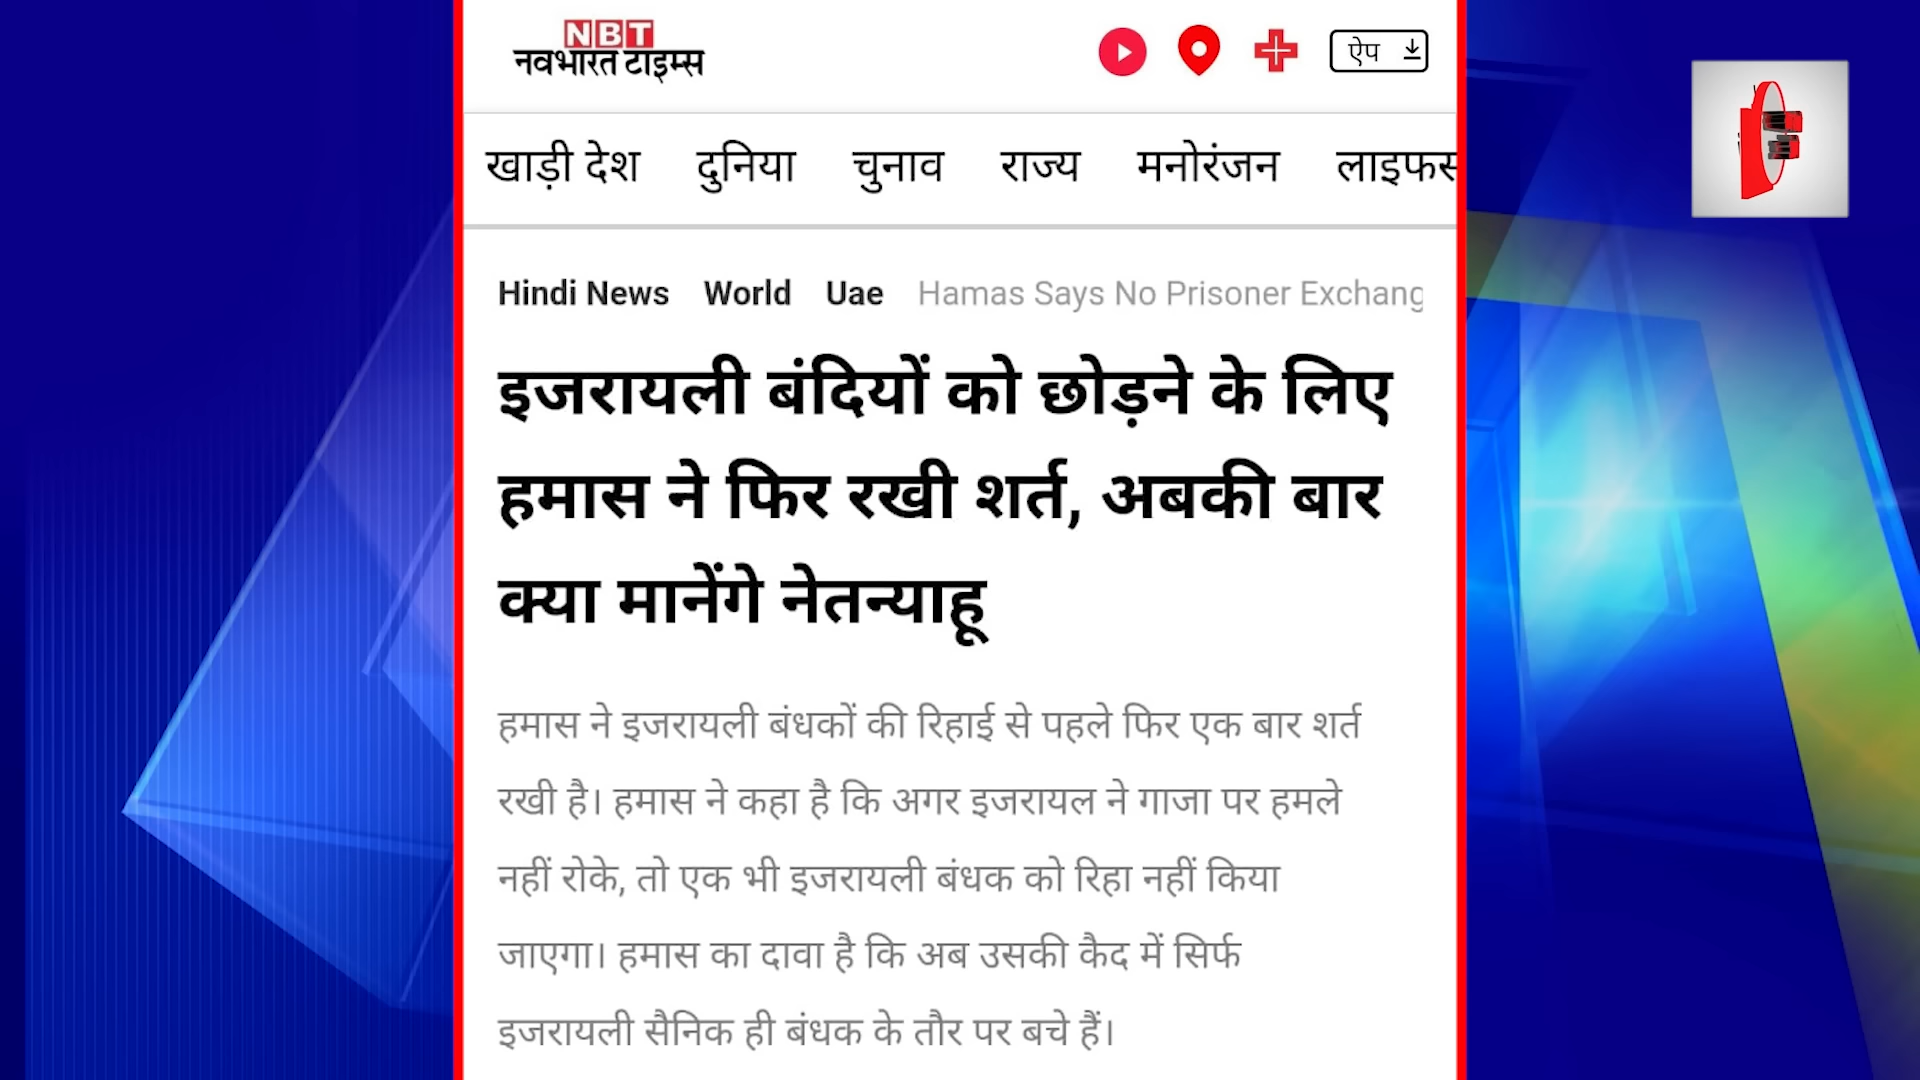 NBT
नवभारत टाइम्स
ऐप
खाड़ी देश दुनिया चुनाव राज्य मनोरंजन लाइफस
Hindi News World Uae Hamas Says No Prisoner Exchang
इजरायली बंदियों को छोड़ने के लिए
हमास ने फिर रखी शर्त, अबकी बार
क्या मानेंगे नेतन्याहू
हमास ने इजरायली बंधकों की रिहाई से पहले फिर एक बार शर्त
रखी है। हमास ने कहा है कि अगर इजरायल ने गाजा पर हमले
नहीं रोके, तो एक भी इजरायली बंधक को रिहा नहीं किया
जाएगा। हमास का दावा है कि अब उसकी कैद में सिर्फ
इजरायली सैनिक ही बंधक के तौर पर बचे हैं।